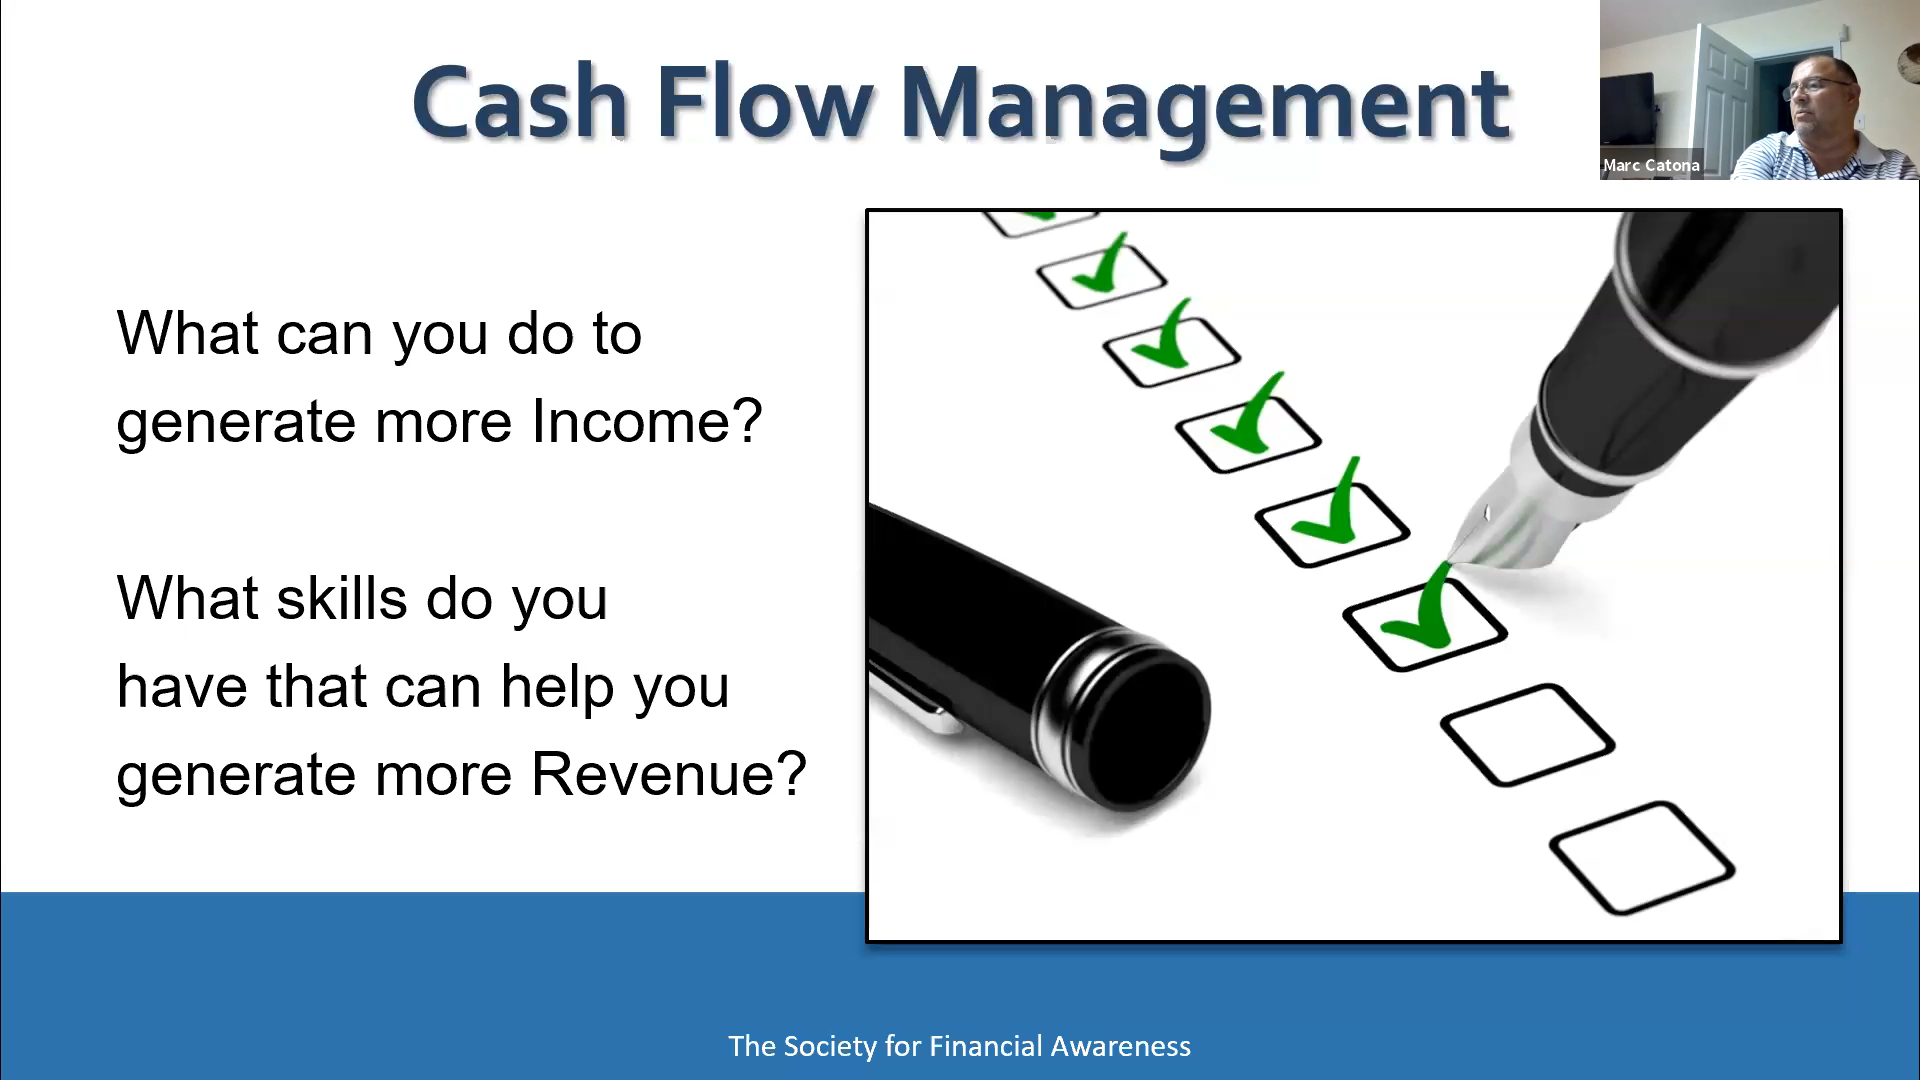 Cash Flow Management
Marc Catona
What can you do to
generate more Income?
What skills do you
have that can help you
generate more Revenue?
The Society for Financial Awareness